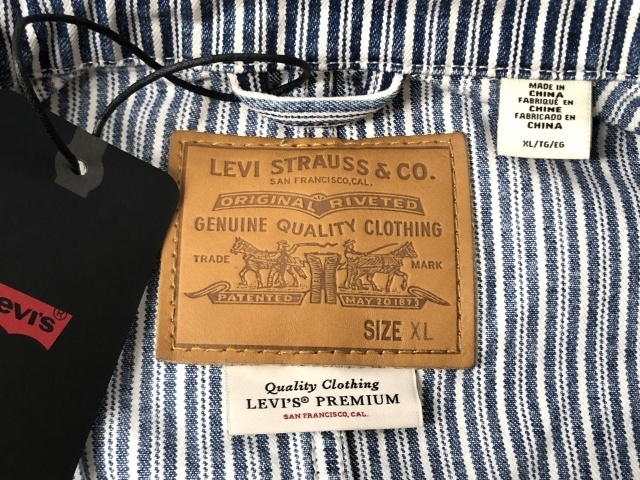 LEVI STRAUSS & CO.
SAN FRANCISCO, CAL.
ORIGINAL RIVETED
GENUINE QUALITY CLOTHING
TRADE MARK
PATENTED MAY 20 1873
SIZE XL
Quality Clothing
LEVI'S® PREMIUM
SAN FRANCISCO, CAL.
MADE IN
CHINA
FABRIQUÉ EN
CHINE
FABRICADO EN
CHINA
XL/TG/EG
evi's®